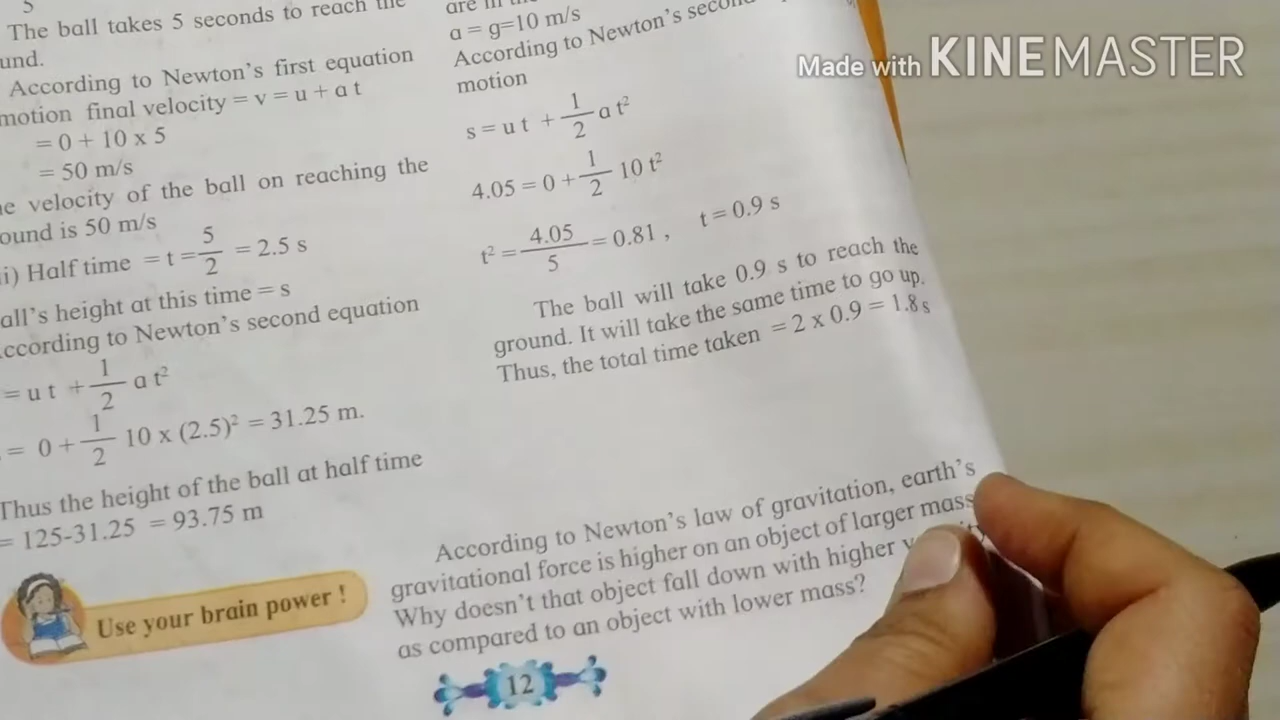 5
The ball takes 5 seconds to reach the
und.
According to Newton's first equation
motion final velocity = v = u + a t
= 0 + 10 x 5
= 50 m/s
velocity of the ball on reaching the
ound is 50 m/s
i) Half time = t = 5/2 = 2.5 s
all's height at this time = s
ccording to Newton's second equation
= u t + 1/2 a t²
= 0 + 1/2 10 x (2.5)² = 31.25 m.
Thus the height of the ball at half time
= 125-31.25 = 93.75 m
are in
a = g=10 m/s
According to Newton's second
motion
s = u t + 1/2 a t²
4.05 = 0 + 1/2 10 t²
t² = 4.05/5 = 0.81 , t = 0.9 s
The ball will take 0.9 s to reach the
ground. It will take the same time to go up.
Thus, the total time taken = 2 x 0.9 = 1.8 s
Use your brain power !
According to Newton's law of gravitation, earth's
gravitational force is higher on an object of larger mass
Why doesn't that object fall down with higher
as compared to an object with lower mass?
12
Made with KINEMASTER